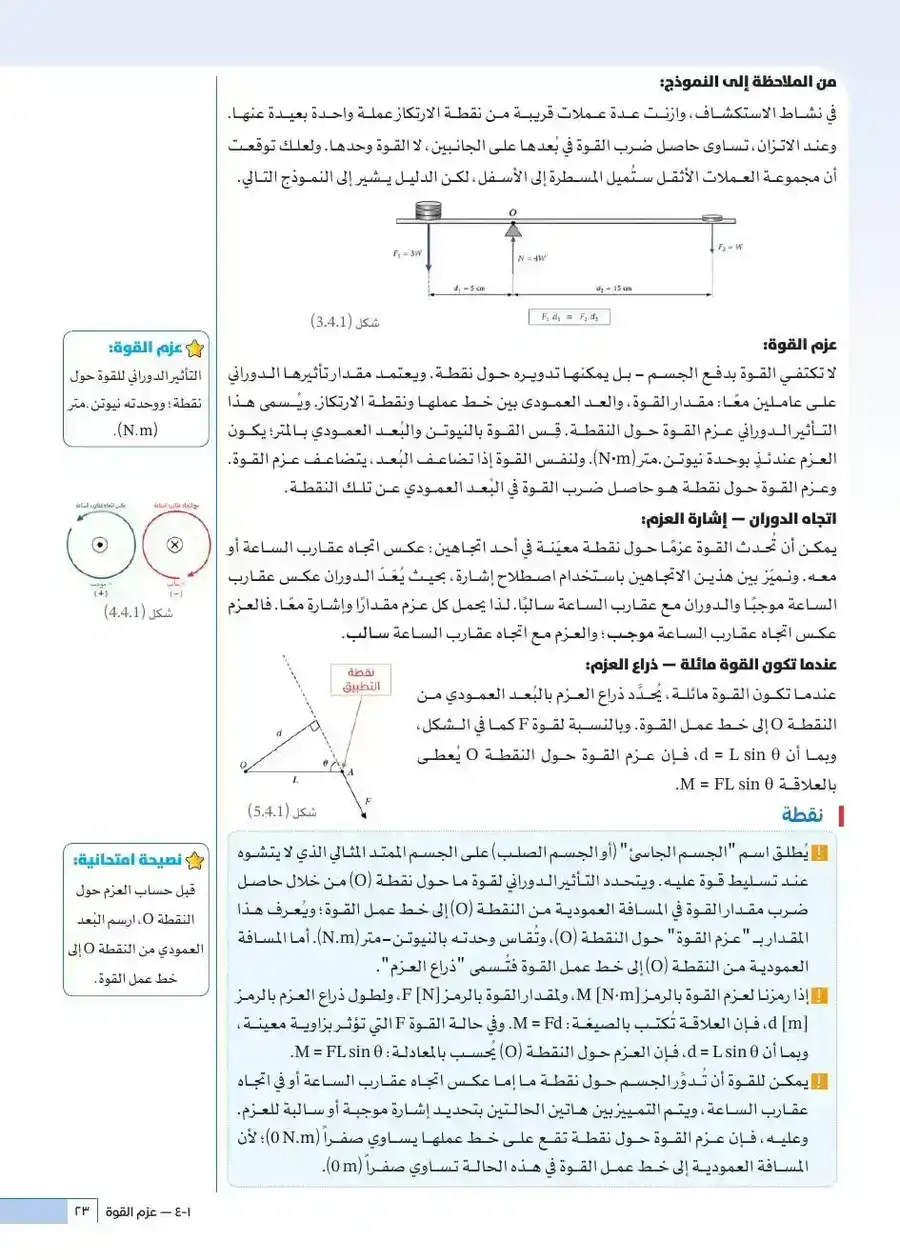 من الملاحظة إلى النموذج:
في نشاط الاستكشاف، وازنت عدة عملات قريبة من نقطة الارتكاز عملة واحدة بعيدة عنها.
وعند الاتزان، تساوى حاصل ضرب القوة في بُعدها على الجانبين، لا القوة وحدها. ولعلك توقعت
أن مجموعة العملات الأثقل ستُميل المسطرة إلى الأسفل، لكن الدليل يشير إلى النموذج التالي.
O
F₁ = 3W
N = 4W
F₂ = W
d₁ = 5 cm
d₂ = 15 cm
F₁ d₁ = F₂ d₂
شكل (3.4.1)
عزم القوة:
لا تكتفي القوة بدفع الجسم – بل يمكنها تدويره حول نقطة. ويعتمد مقدار تأثيرها الدوراني
على عاملين معًا: مقدار القوة، والعد العمودي بين خط عملها ونقطة الارتكاز. ويُسمى هذا
التأثير الدوراني عزم القوة حول النقطة. قِس القوة بالنيوتن والبُعد العمودي بالمتر؛ يكون
العزم عندئذٍ بوحدة نيوتن.متر (N·m). ولنفس القوة إذا تضاعف البُعد، يتضاعف عزم القوة.
وعزم القوة حول نقطة هو حاصل ضرب القوة في البُعد العمودي عن تلك النقطة.
عزم القوة:
التأثير الدوراني للقوة حول
نقطة؛ ووحدته نيوتن.متر
(N.m).
اتجاه الدوران — إشارة العزم:
يمكن أن تُحدث القوة عزمًا حول نقطة معيّنة في أحد اتجاهين: عكس اتجاه عقارب الساعة أو
معه. ونميّز بين هذين الاتجاهين باستخدام اصطلاح إشارة، بحيث يُعَدّ الدوران عكس عقارب
الساعة موجبًا والدوران مع عقارب الساعة سالبًا. لذا يحمل كل عزم مقدارًا وإشارة معًا. فالعزم
عكس اتجاه عقارب الساعة موجب؛ والعزم مع اتجاه عقارب الساعة سالب.
مع اتجاه عقارب الساعة
عكس اتجاه عقارب الساعة
= سالب
(−)
= موجب
(+)
شكل (4.4.1)
عندما تكون القوة مائلة — ذراع العزم:
عندما تكون القوة مائلة، يُحدَّد ذراع العزم بالبُعد العمودي من
النقطة O إلى خط عمل القوة. وبالنسبة لقوة F كما في الشكل،
وبما أن d = L sin θ، فإن عزم القوة حول النقطة O يُعطى
بالعلاقة M = FL sin θ.
نقطة
التطبيق
d
O
L
θ
A
F
شكل (5.4.1)
نقطة
يُطلق اسم "الجسم الجاسئ" (أو الجسم الصلب) على الجسم الممتد المثالي الذي لا يتشوه
عند تسليط قوة عليه. ويتحدد التأثير الدوراني لقوة ما حول نقطة (O) من خلال حاصل
ضرب مقدار القوة في المسافة العمودية من النقطة (O) إلى خط عمل القوة؛ ويُعرف هذا
المقدار بـ "عزم القوة" حول النقطة (O)، وتُقاس وحدته بالنيوتن-متر (N.m). أما المسافة
العمودية من النقطة (O) إلى خط عمل القوة فتُسمى "ذراع العزم".
إذا رمزنا لعزم القوة بالرمز M [N·m]، ولمقدار القوة بالرمز F [N]، ولطول ذراع العزم بالرمز
d [m]، فإن العلاقة تُكتب بالصيغة: M = Fd. وفي حالة القوة F التي تؤثر بزاوية معينة،
وبما أن d = L sin θ، فإن العزم حول النقطة (O) يُحسب بالمعادلة: M = FL sin θ.
يمكن للقوة أن تُدوِّر الجسم حول نقطة ما إما عكس اتجاه عقارب الساعة أو في اتجاه
عقارب الساعة، ويتم التمييز بين هاتين الحالتين بتحديد إشارة موجبة أو سالبة للعزم.
وعليه، فإن عزم القوة حول نقطة تقع على خط عملها يساوي صفراً (0 N.m)؛ لأن
المسافة العمودية إلى خط عمل القوة في هذه الحالة تساوي صفراً (0 m).
نصيحة امتحانية:
قبل حساب العزم حول
النقطة O، ارسم البُعد
العمودي من النقطة O إلى
خط عمل القوة.
١-٤ — عزم القوة
٢٣